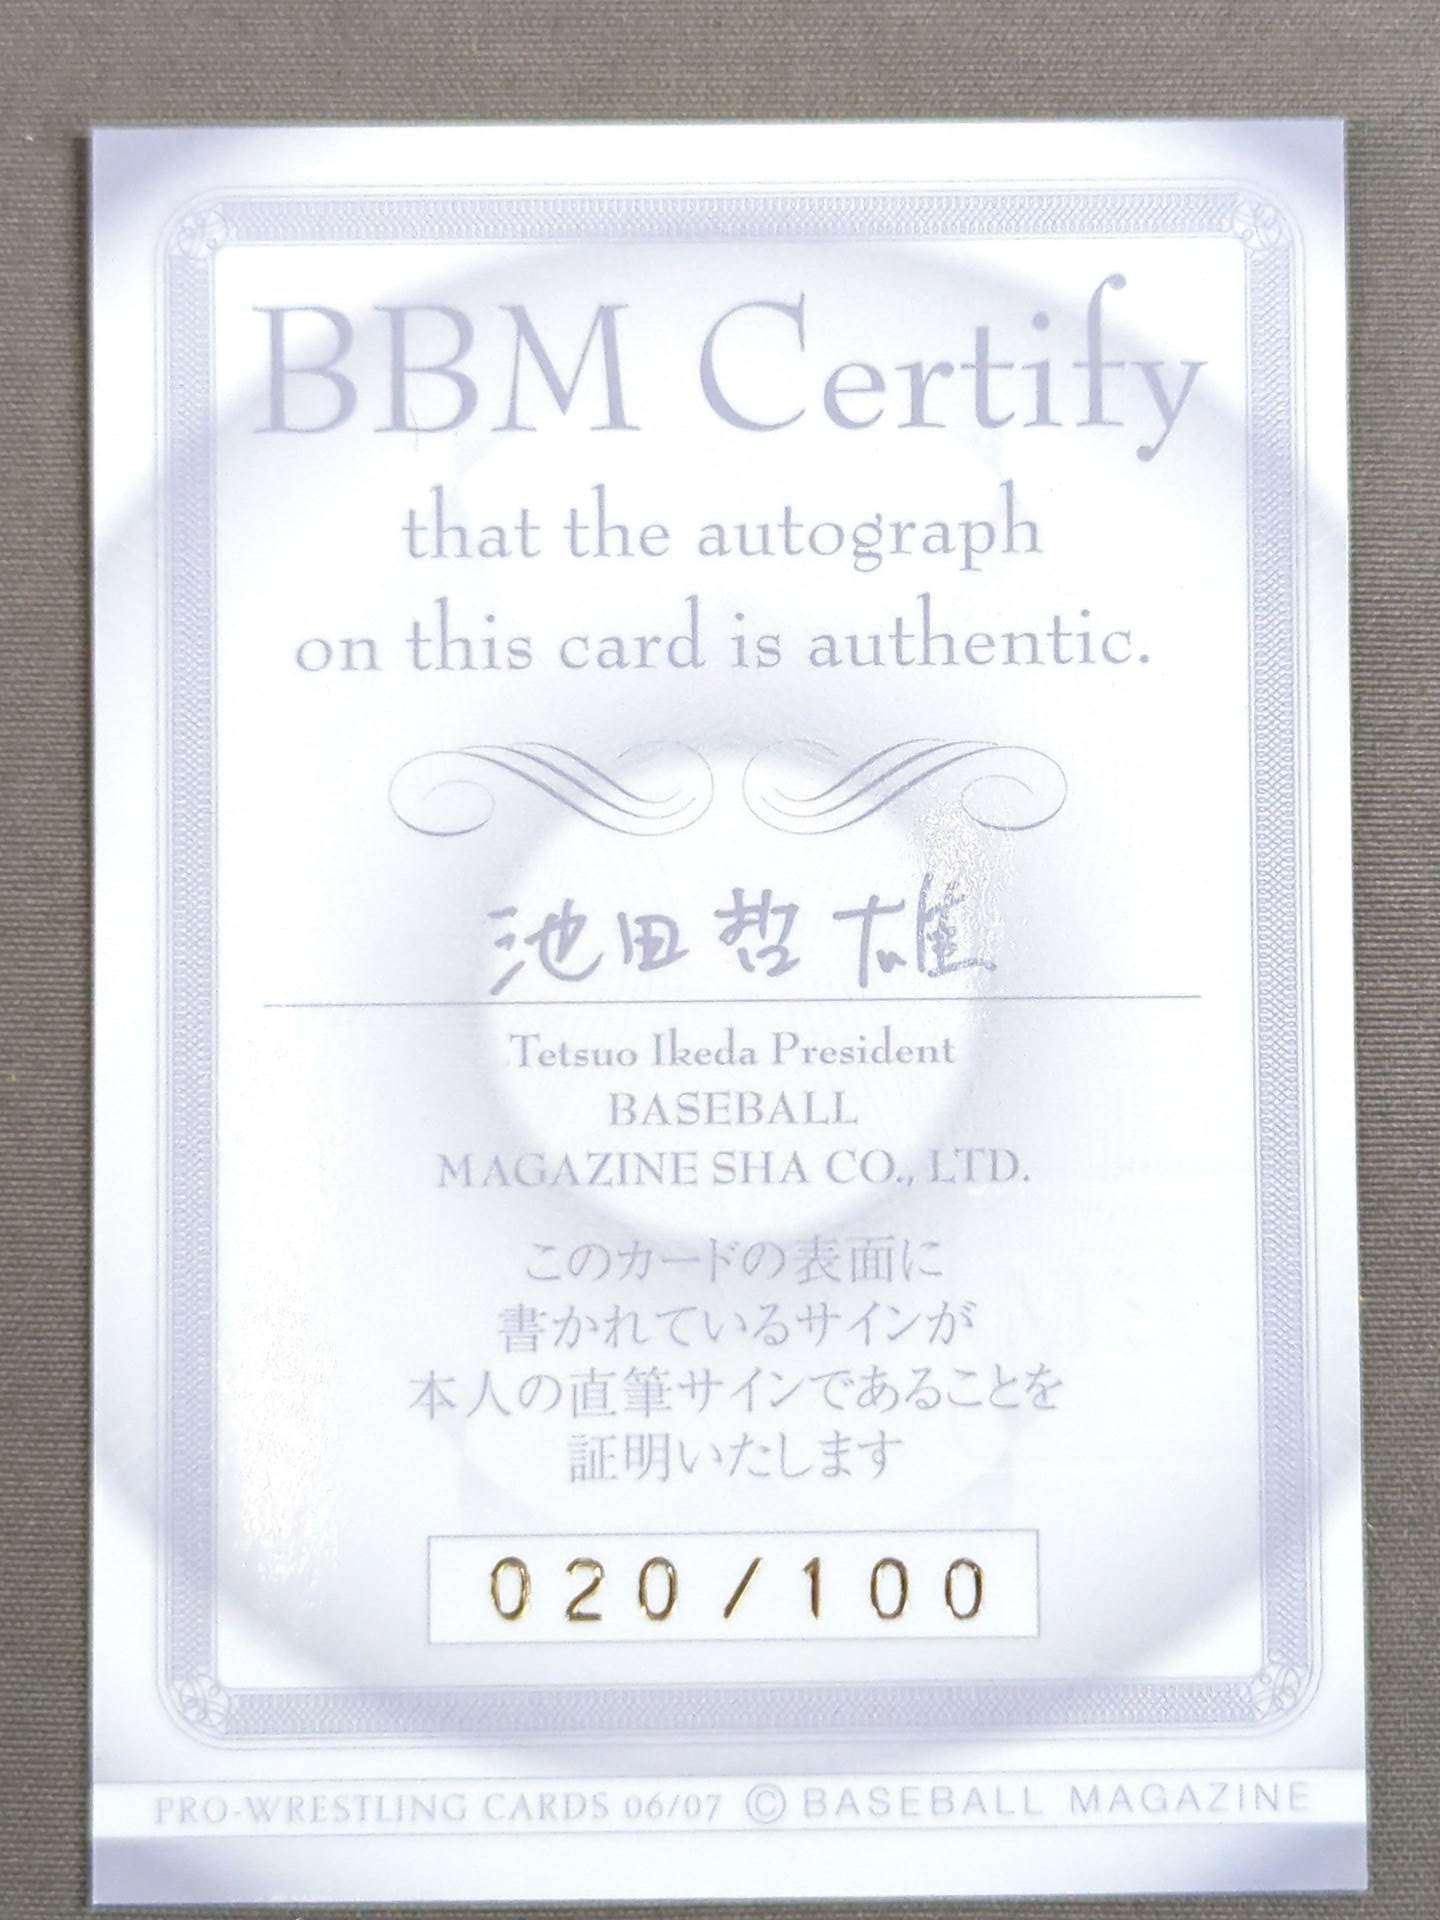 BBM Certify
that the autograph
on this card is authentic.
池田哲雄
Tetsuo Ikeda President
BASEBALL
MAGAZINE SHA CO., LTD.
このカードの表面に
書かれているサインが
本人の直筆サインであることを
証明いたします
020/100
PRO-WRESTLING CARDS 06/07 © BASEBALL MAGAZINE